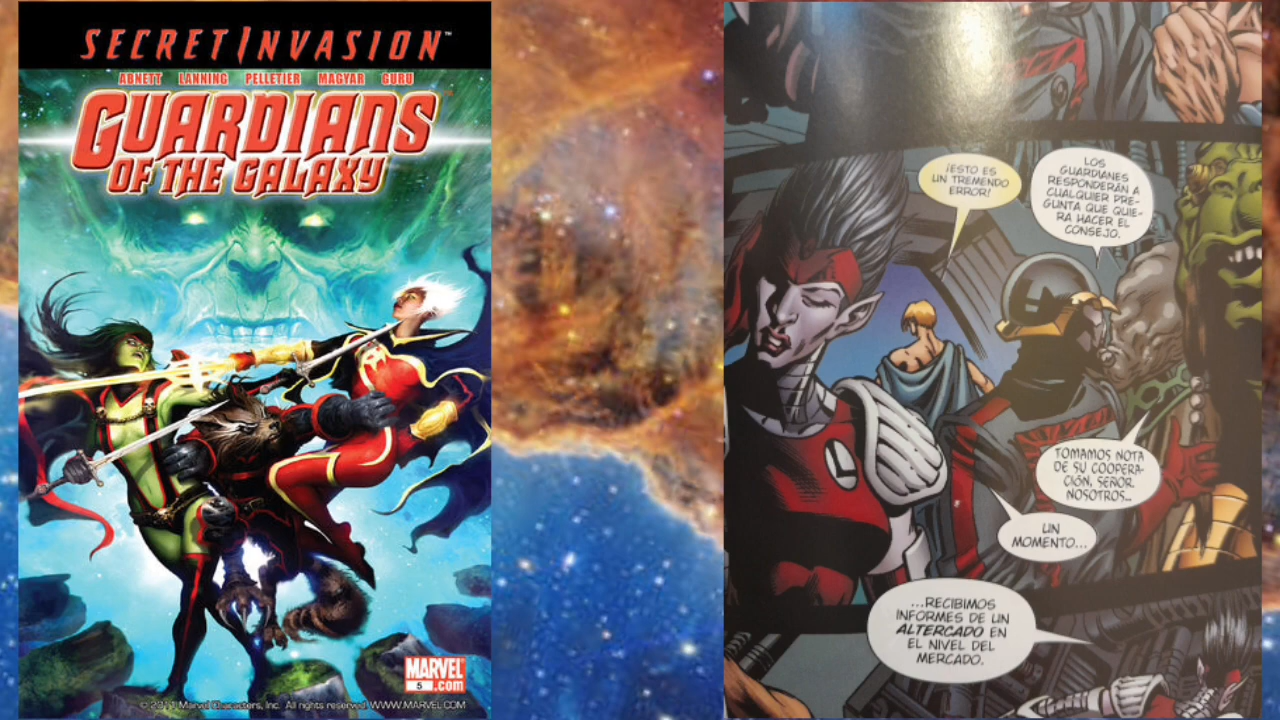 SECRET INVASION™
ABNETT LANNING PELLETIER MAGYAR GURU
GUARDIANS
OF THE GALAXY
MARVEL
5 .com
© 2011 Marvel Characters, Inc. All rights reserved. WWW.MARVEL.COM
¡ESTO ES
UN TREMENDO
ERROR!
LOS
GUARDIANES
RESPONDERÁN A
CUALQUIER PRE-
GUNTA QUE QUIE-
RA HACER EL
CONSEJO.
TOMAMOS NOTA
DE SU COOPERA-
CIÓN, SEÑOR.
NOSOTROS...
UN
MOMENTO...
...RECIBIMOS
INFORMES DE UN
ALTERCADO EN
EL NIVEL DEL
MERCADO.